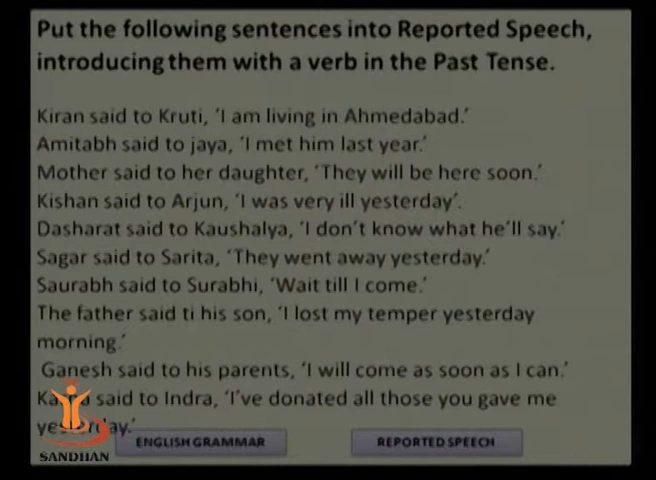 Put the following sentences into Reported Speech,
introducing them with a verb in the Past Tense.
Kiran said to Kruti, 'I am living in Ahmedabad.'
Amitabh said to jaya, 'I met him last year.'
Mother said to her daughter, 'They will be here soon.'
Kishan said to Arjun, 'I was very ill yesterday'.
Dasharat said to Kaushalya, 'I don't know what he'll say.'
Sagar said to Sarita, 'They went away yesterday.'
Saurabh said to Surabhi, 'Wait till I come.'
The father said ti his son, 'I lost my temper yesterday
morning.'
Ganesh said to his parents, 'I will come as soon as I can.'
said to Indra, 'I've donated all those you gave me
yesterday.'
ENGLISH GRAMMAR
REPORTED SPEECH
SANDHAN